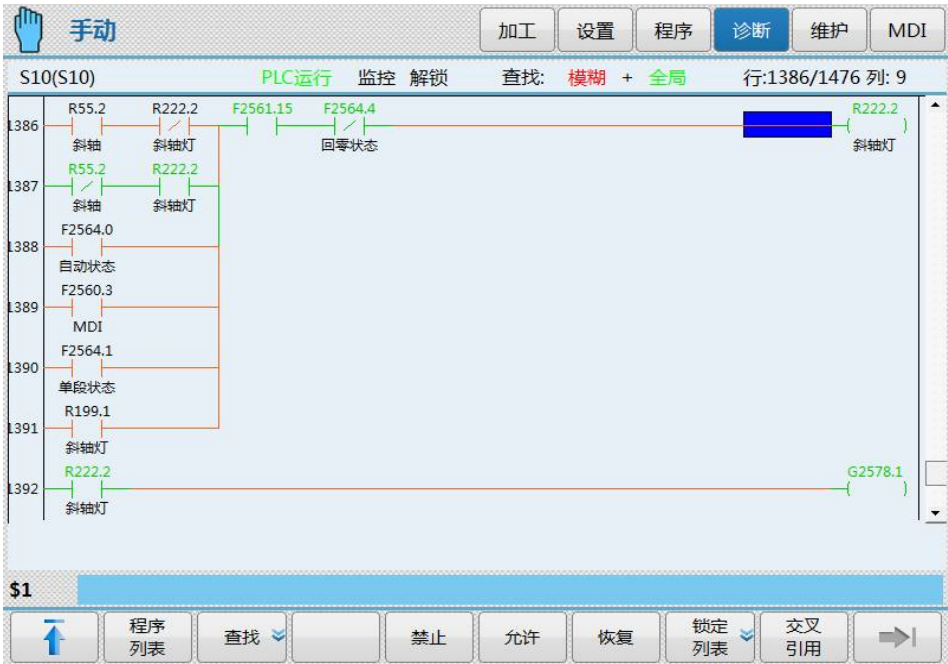 手动 加工 设置 程序 诊断 维护 MDI
S10(S10) PLC运行 监控 解锁 查找: 模糊 + 全局 行:1386/1476 列: 9
R55.2 R222.2 F2561.15 F2564.4 R222.2
1386
斜轴 斜轴灯 回零状态 斜轴灯
R55.2 R222.2
1387
斜轴 斜轴灯
F2564.0
1388
自动状态
F2560.3
1389
MDI
F2564.1
1390
单段状态
R199.1
1391
斜轴灯
R222.2 G2578.1
1392
斜轴灯
$1
程序 锁定 交叉
查找 禁止 允许 恢复
列表 列表 引用